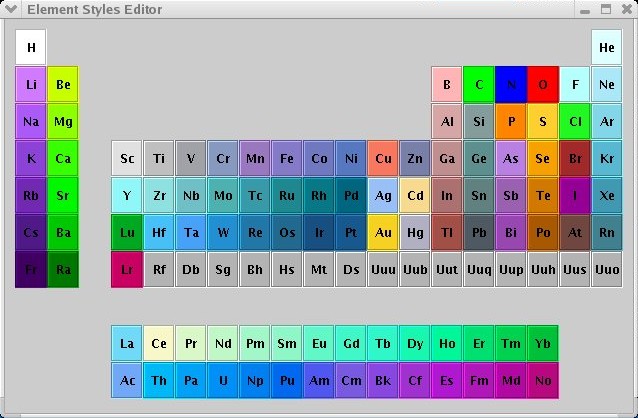 Element Styles Editor
H He
Li Be B C N O F Ne
Na Mg Al Si P S Cl Ar
K Ca Sc Ti V Cr Mn Fe Co Ni Cu Zn Ga Ge As Se Br Kr
Rb Sr Y Zr Nb Mo Tc Ru Rh Pd Ag Cd In Sn Sb Te I Xe
Cs Ba Lu Hf Ta W Re Os Ir Pt Au Hg Tl Pb Bi Po At Rn
Fr Ra Lr Rf Db Sg Bh Hs Mt Ds Uuu Uub Uut Uuq Uup Uuh Uus Uuo
La Ce Pr Nd Pm Sm Eu Gd Tb Dy Ho Er Tm Yb
Ac Th Pa U Np Pu Am Cm Bk Cf Es Fm Md No